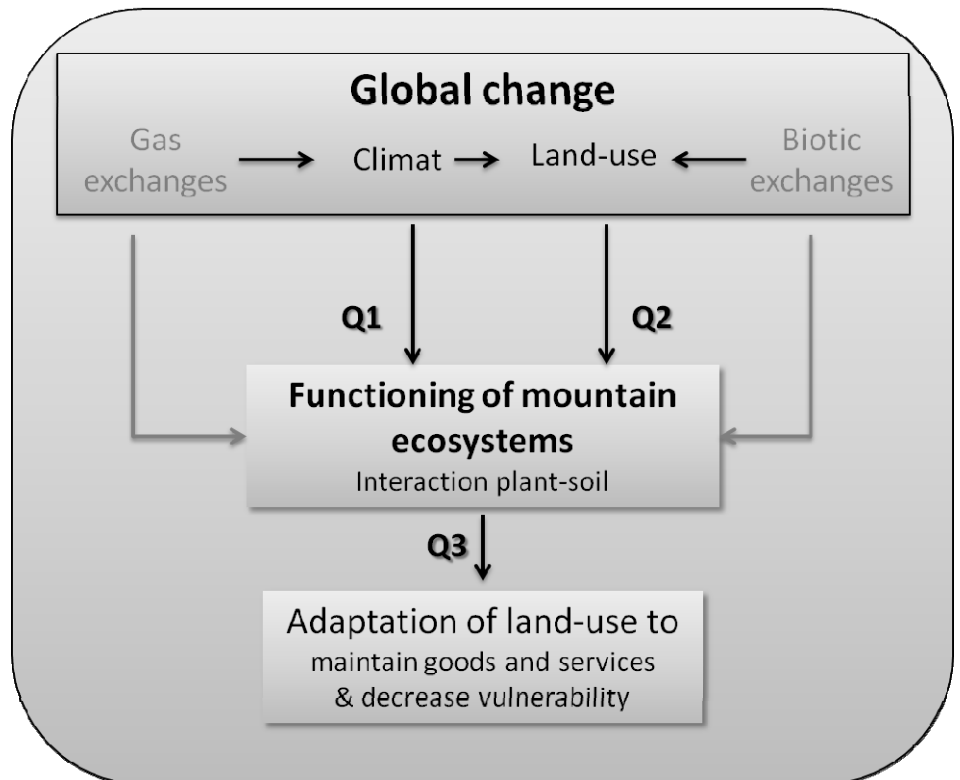 Global change
Gas
exchanges
Climat
Land-use
Biotic
exchanges
Q1
Q2
Functioning of mountain
ecosystems
Interaction plant-soil
Q3
Adaptation of land-use to
maintain goods and services
& decrease vulnerability